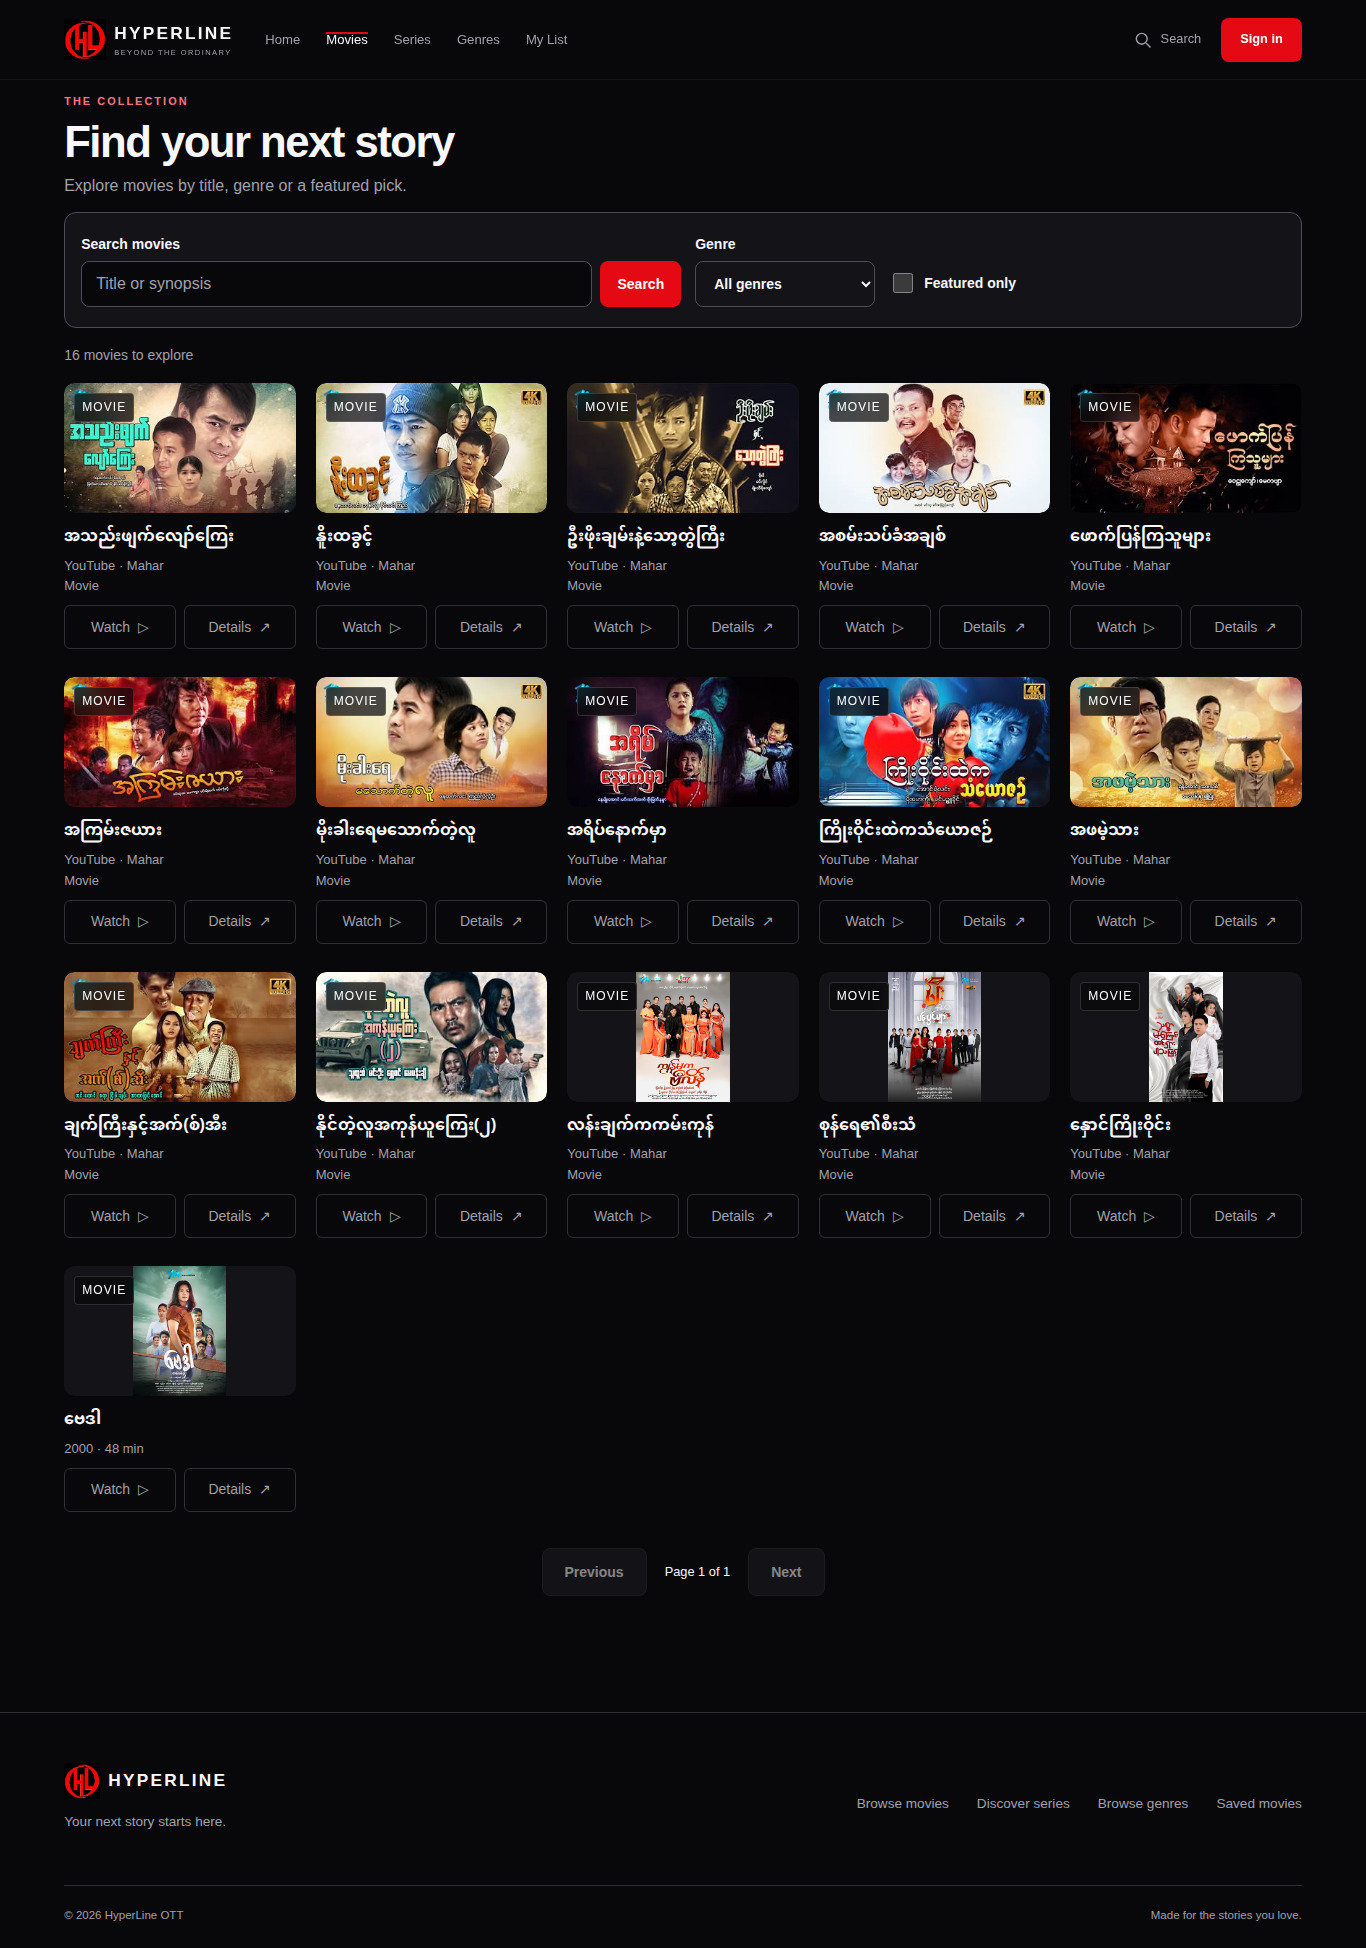 HYPERLINE
BEYOND THE ORDINARY
Home Movies Series Genres My List
Search
Sign in
THE COLLECTION
Find your next story
Explore movies by title, genre or a featured pick.
Search movies
Genre
Title or synopsis
Search
All genres
Featured only
16 movies to explore
MOVIE MOVIE MOVIE MOVIE MOVIE
အသည်းဖျက်လျော်ကြေး
နှိုးထခွင့်
ဦးဖိုးချမ်းနဲ့သော့တွဲကြီး
အစမ်းသပ်ခံအချစ်
ဖောက်ပြန်ကြသူများ
YouTube · Mahar Movie
YouTube · Mahar Movie
YouTube · Mahar Movie
YouTube · Mahar Movie
YouTube · Mahar Movie
Watch ▷ Details ↗ Watch ▷ Details ↗ Watch ▷ Details ↗ Watch ▷ Details ↗ Watch ▷ Details ↗
MOVIE MOVIE MOVIE MOVIE MOVIE
အကြမ်းဇယား
မိုးခါးရေမသောက်တဲ့လူ
အရိပ်နောက်မှာ
ကြိုးဝိုင်းထဲကသံယောဇဉ်
အဖမဲ့သား
YouTube · Mahar Movie
YouTube · Mahar Movie
YouTube · Mahar Movie
YouTube · Mahar Movie
YouTube · Mahar Movie
Watch ▷ Details ↗ Watch ▷ Details ↗ Watch ▷ Details ↗ Watch ▷ Details ↗ Watch ▷ Details ↗
MOVIE MOVIE MOVIE MOVIE MOVIE
ချက်ကြီးနှင့်အက်(စ်)အီး
နိုင်တဲ့လူအကုန်ယူကြေး(၂)
လန်းချက်ကကမ်းကုန်
စုန်ရေ၏စီးသံ
နှောင်ကြိုးဝိုင်း
YouTube · Mahar Movie
YouTube · Mahar Movie
YouTube · Mahar Movie
YouTube · Mahar Movie
YouTube · Mahar Movie
Watch ▷ Details ↗ Watch ▷ Details ↗ Watch ▷ Details ↗ Watch ▷ Details ↗ Watch ▷ Details ↗
MOVIE
ဗေဒါ
2000 · 48 min
Watch ▷ Details ↗
Previous Page 1 of 1 Next
HYPERLINE
Your next story starts here.
Browse movies Discover series Browse genres Saved movies
© 2026 HyperLine OTT
Made for the stories you love.